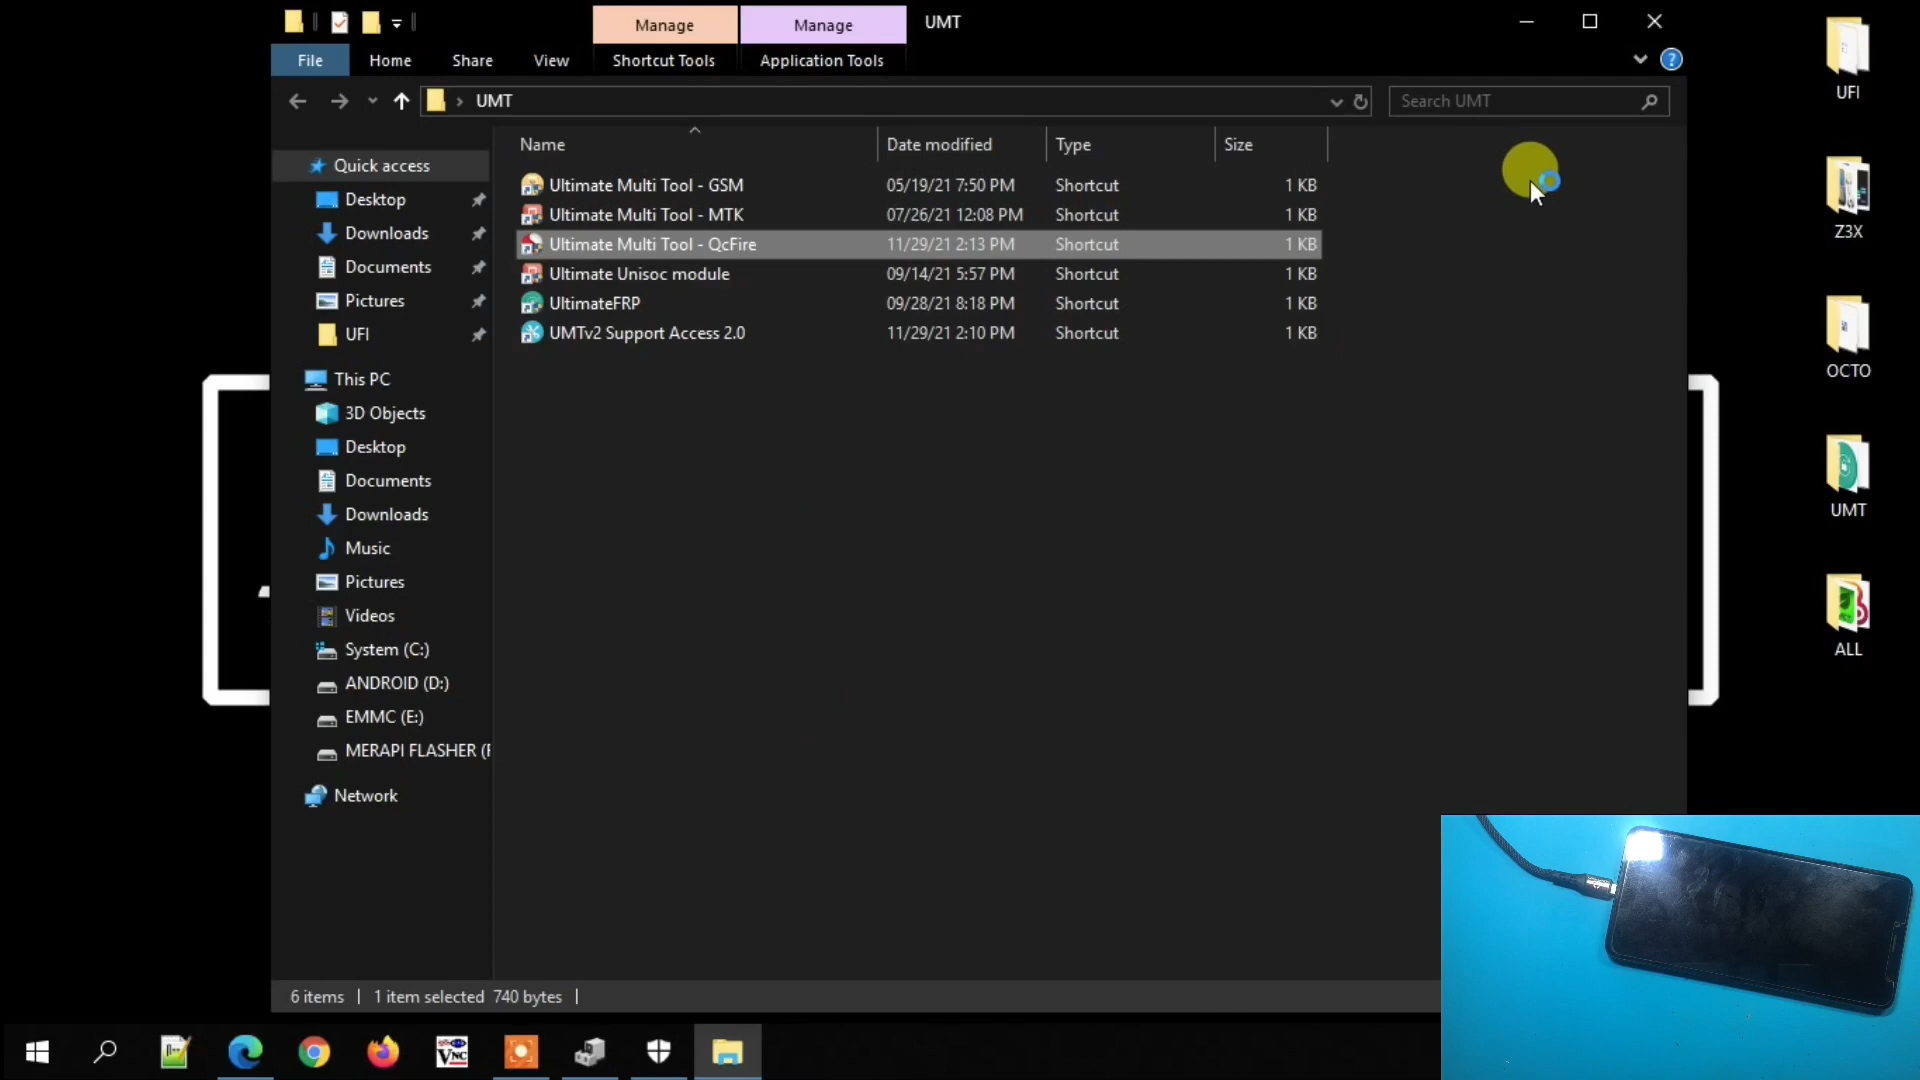 Manage
Manage
UMT
File
Home
Share
View
Shortcut Tools
Application Tools
UMT
Search UMT
Name
Date modified
Type
Size
Quick access
Desktop
Downloads
Documents
Pictures
UFI
This PC
3D Objects
Desktop
Documents
Downloads
Music
Pictures
Videos
System (C:)
ANDROID (D:)
EMMC (E:)
MERAPI FLASHER (F
Network
Ultimate Multi Tool - GSM 05/19/21 7:50 PM Shortcut 1 KB
Ultimate Multi Tool - MTK 07/26/21 12:08 PM Shortcut 1 KB
Ultimate Multi Tool - QcFire 11/29/21 2:13 PM Shortcut 1 KB
Ultimate Unisoc module 09/14/21 5:57 PM Shortcut 1 KB
UltimateFRP 09/28/21 8:18 PM Shortcut 1 KB
UMTv2 Support Access 2.0 11/29/21 2:10 PM Shortcut 1 KB
6 items
1 item selected 740 bytes
UFI
Z3X
OCTO
UMT
ALL
VNC